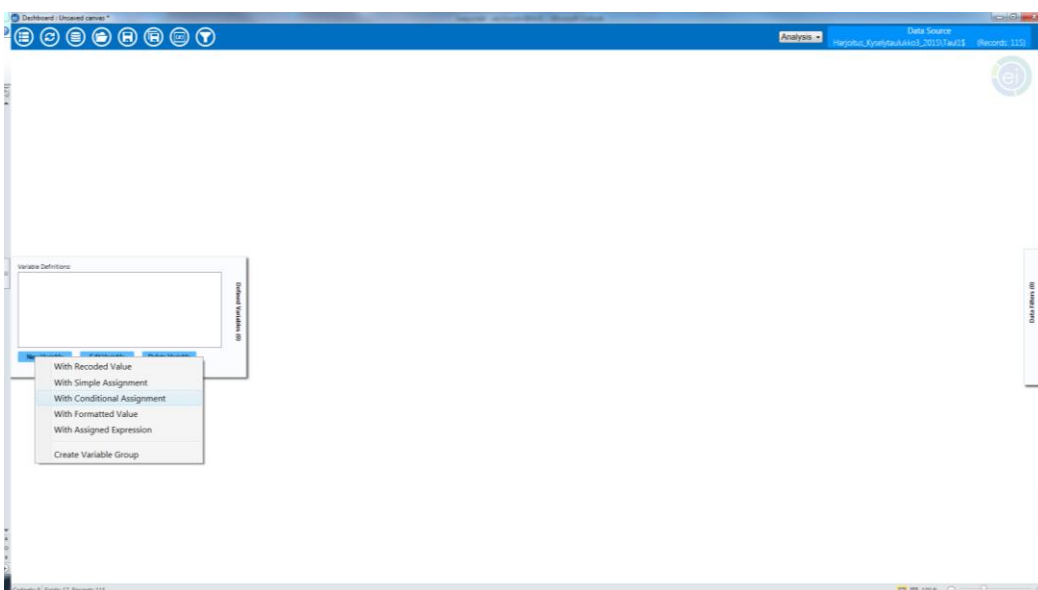 Dashboard : Unsaved canvas *
Analysis
Data Source
Harjoitus_Kyselytaulukko3_2015\Taul1$ (Records: 115)
ei
Variable Definitions:
Defined Variables (0)
Data Filters (0)
With Recoded Value
With Simple Assignment
With Conditional Assignment
With Formatted Value
With Assigned Expression
Create Variable Group